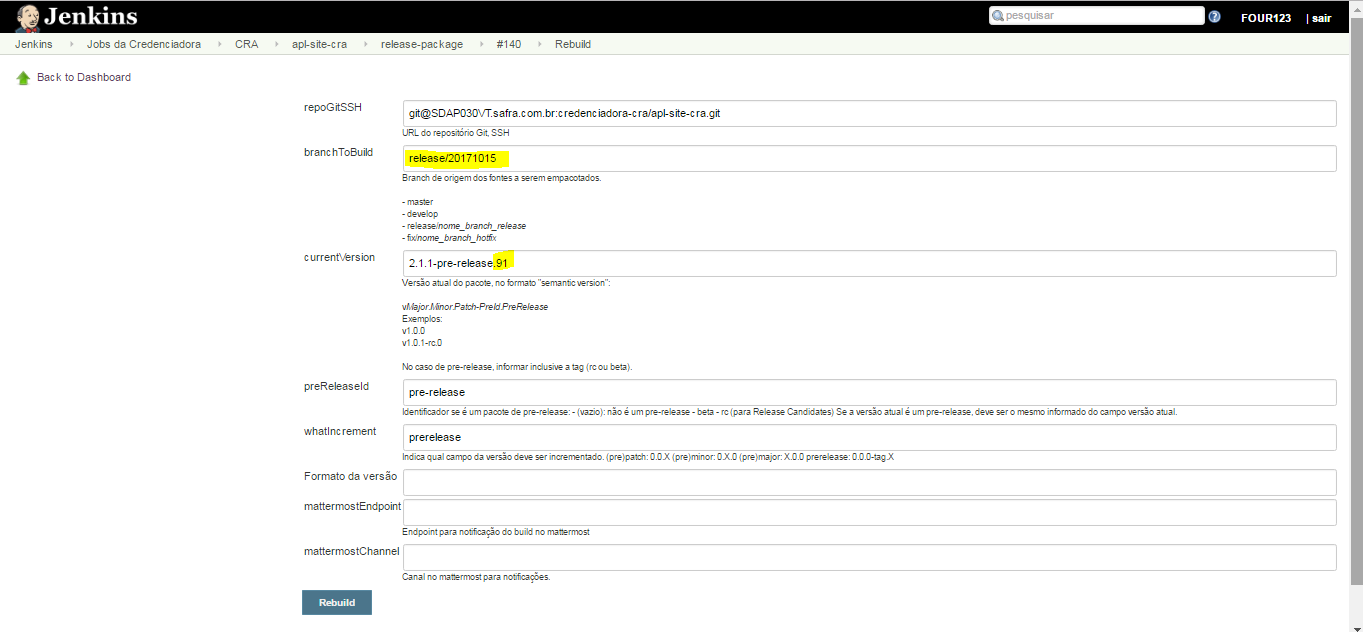 Jenkins
pesquisar
FOUR123 | sair
Jenkins Jobs da Credenciadora CRA apl-site-cra release-package #140 Rebuild
Back to Dashboard
repoGitSSH
git@SDAP030VT.safra.com.br:credenciadora-cra/apl-site-cra.git
URL do repositório Git, SSH
branchToBuild
release/20171015
Branch de origem dos fontes a serem empacotados.
- master
- develop
- release/nome_branch_release
- fix/nome_branch_hotfix
currentVersion
2.1.1-pre-release.91
Versão atual do pacote, no formato "semantic version":
vMajor.Minor.Patch-PreId.PreRelease
Exemplos:
v1.0.0
v1.0.1-rc.0
No caso de pre-release, informar inclusive a tag (rc ou beta).
preReleaseId
pre-release
Identificador se é um pacote de pre-release: - (vazio): não é um pre-release - beta - rc (para Release Candidates) Se a versão atual é um pre-release, deve ser o mesmo informado do campo versão atual.
whatIncrement
prerelease
Indica qual campo da versão deve ser incrementado. (pre)patch: 0.0.X (pre)minor: 0.X.0 (pre)major: X.0.0 prerelease: 0.0.0-tag.X
Formato da versão
mattermostEndpoint
Endpoint para notificação do build no mattermost
mattermostChannel
Canal no mattermost para notificações.
Rebuild